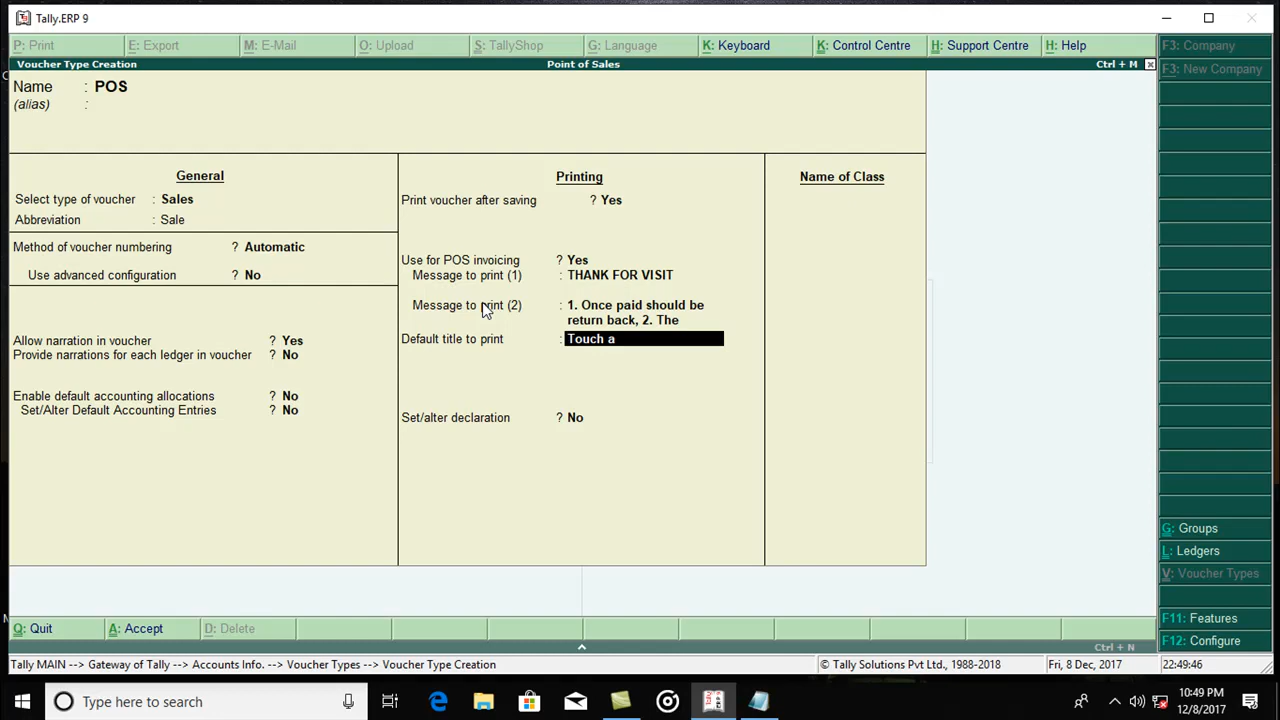 Tally.ERP 9
P: Print
E: Export
M: E-Mail
O: Upload
S: TallyShop
G: Language
K: Keyboard
K: Control Centre
H: Support Centre
H: Help
F3: Company
F3: New Company
Voucher Type Creation
Point of Sales
Ctrl + M
Name : POS
(alias) :
General
Select type of voucher : Sales
Abbreviation : Sale
Method of voucher numbering ? Automatic
Use advanced configuration ? No
Allow narration in voucher ? Yes
Provide narrations for each ledger in voucher ? No
Enable default accounting allocations ? No
Set/Alter Default Accounting Entries ? No
Printing
Print voucher after saving ? Yes
Use for POS invoicing ? Yes
Message to print (1) : THANK FOR VISIT
Message to print (2) : 1. Once paid should be
return back, 2. The
Default title to print : Touch a
Set/alter declaration ? No
Name of Class
G: Groups
L: Ledgers
V: Voucher Types
F11: Features
F12: Configure
Q: Quit
A: Accept
D: Delete
Ctrl + N
Tally MAIN --> Gateway of Tally --> Accounts Info. --> Voucher Types --> Voucher Type Creation
© Tally Solutions Pvt Ltd., 1988-2018
Fri, 8 Dec, 2017
22:49:46
Type here to search
10:49 PM
12/8/2017